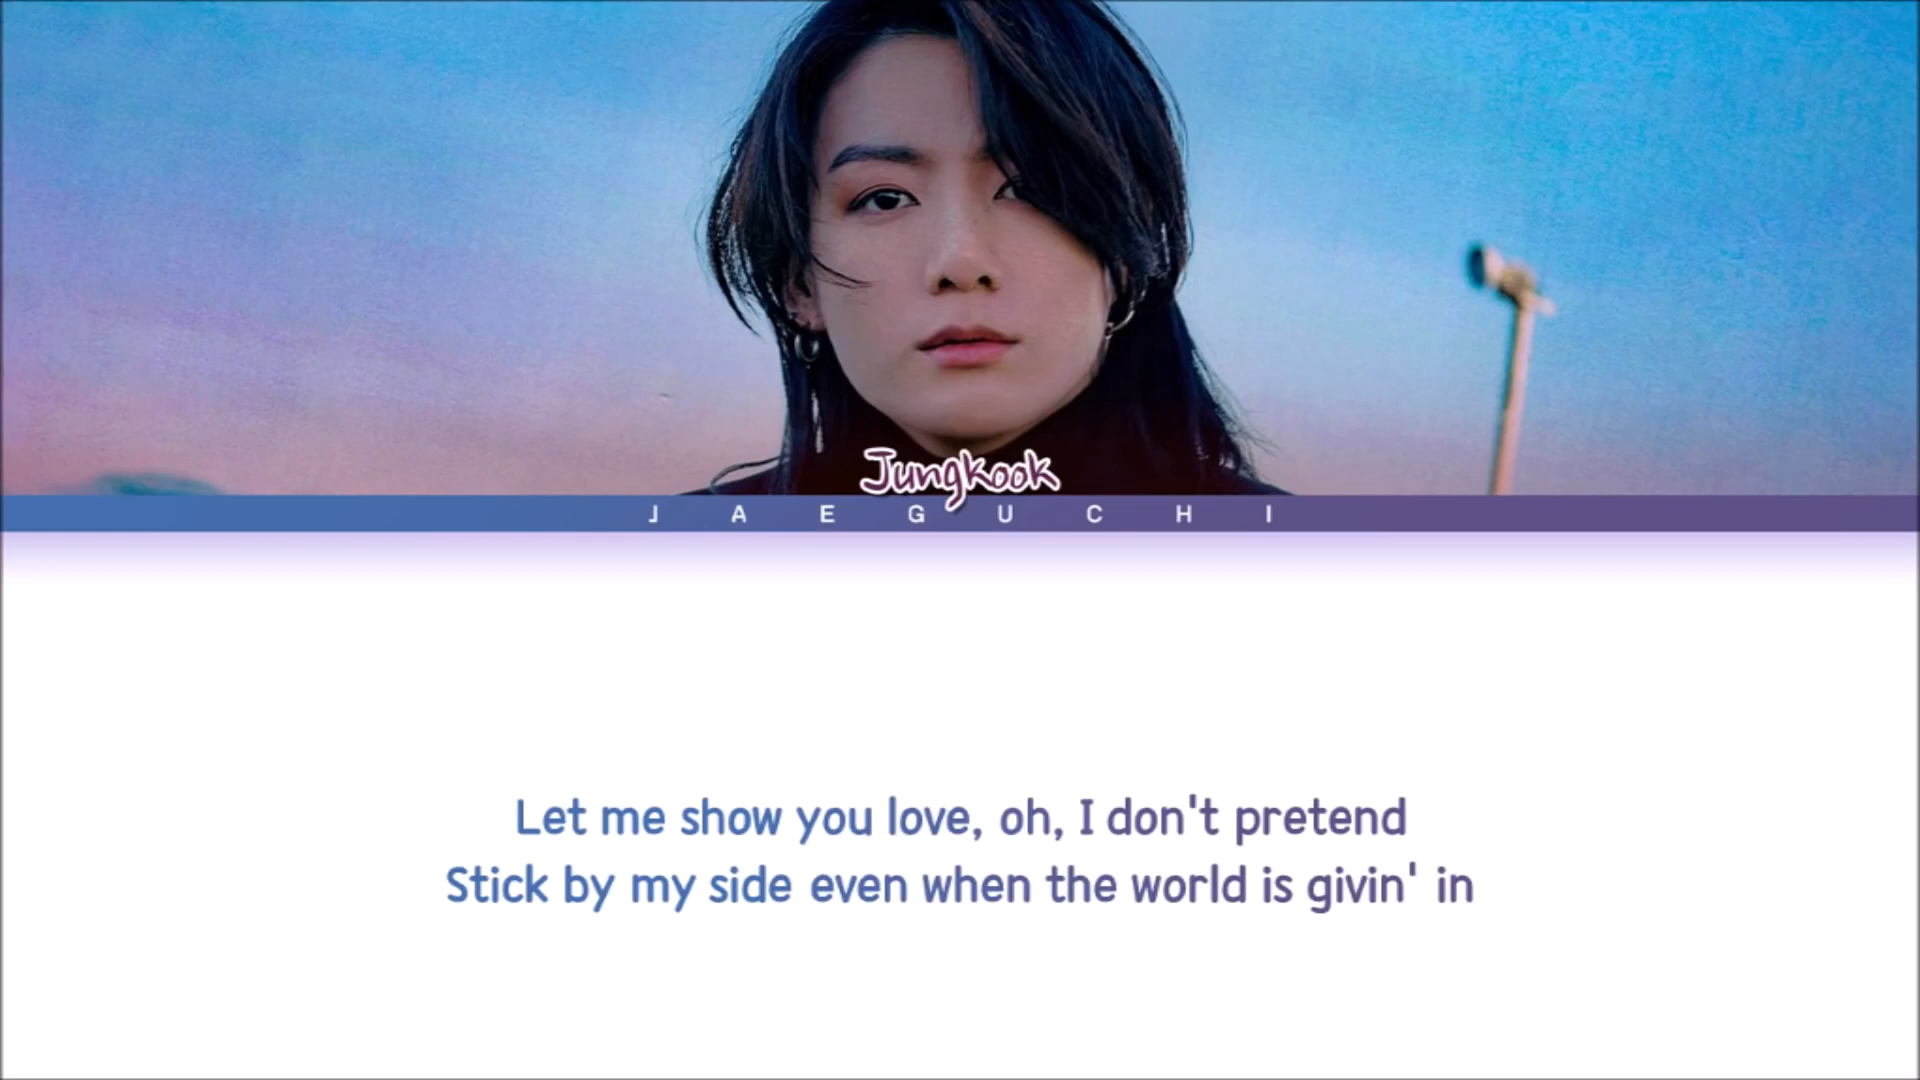 Jungkook
JAEGUCHI
Let me show you love, oh, I don't pretend
Stick by my side even when the world is givin' in